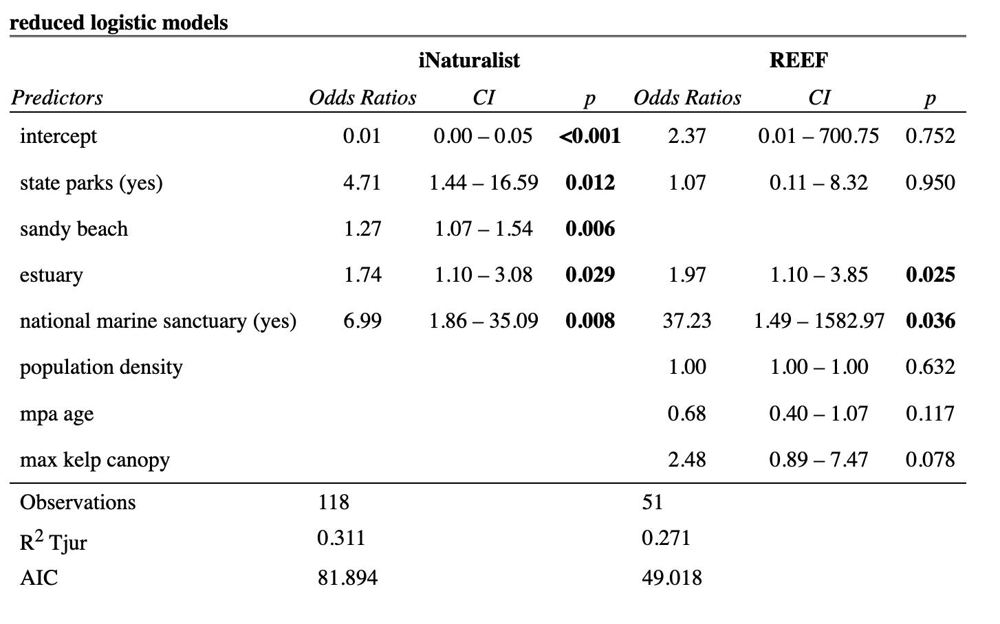 reduced logistic models
iNaturalist REEF
Predictors Odds Ratios CI p Odds Ratios CI p
intercept 0.01 0.00 – 0.05 <0.001 2.37 0.01 – 700.75 0.752
state parks (yes) 4.71 1.44 – 16.59 0.012 1.07 0.11 – 8.32 0.950
sandy beach 1.27 1.07 – 1.54 0.006
estuary 1.74 1.10 – 3.08 0.029 1.97 1.10 – 3.85 0.025
national marine sanctuary (yes) 6.99 1.86 – 35.09 0.008 37.23 1.49 – 1582.97 0.036
population density 1.00 1.00 – 1.00 0.632
mpa age 0.68 0.40 – 1.07 0.117
max kelp canopy 2.48 0.89 – 7.47 0.078
Observations 118 51
R² Tjur 0.311 0.271
AIC 81.894 49.018